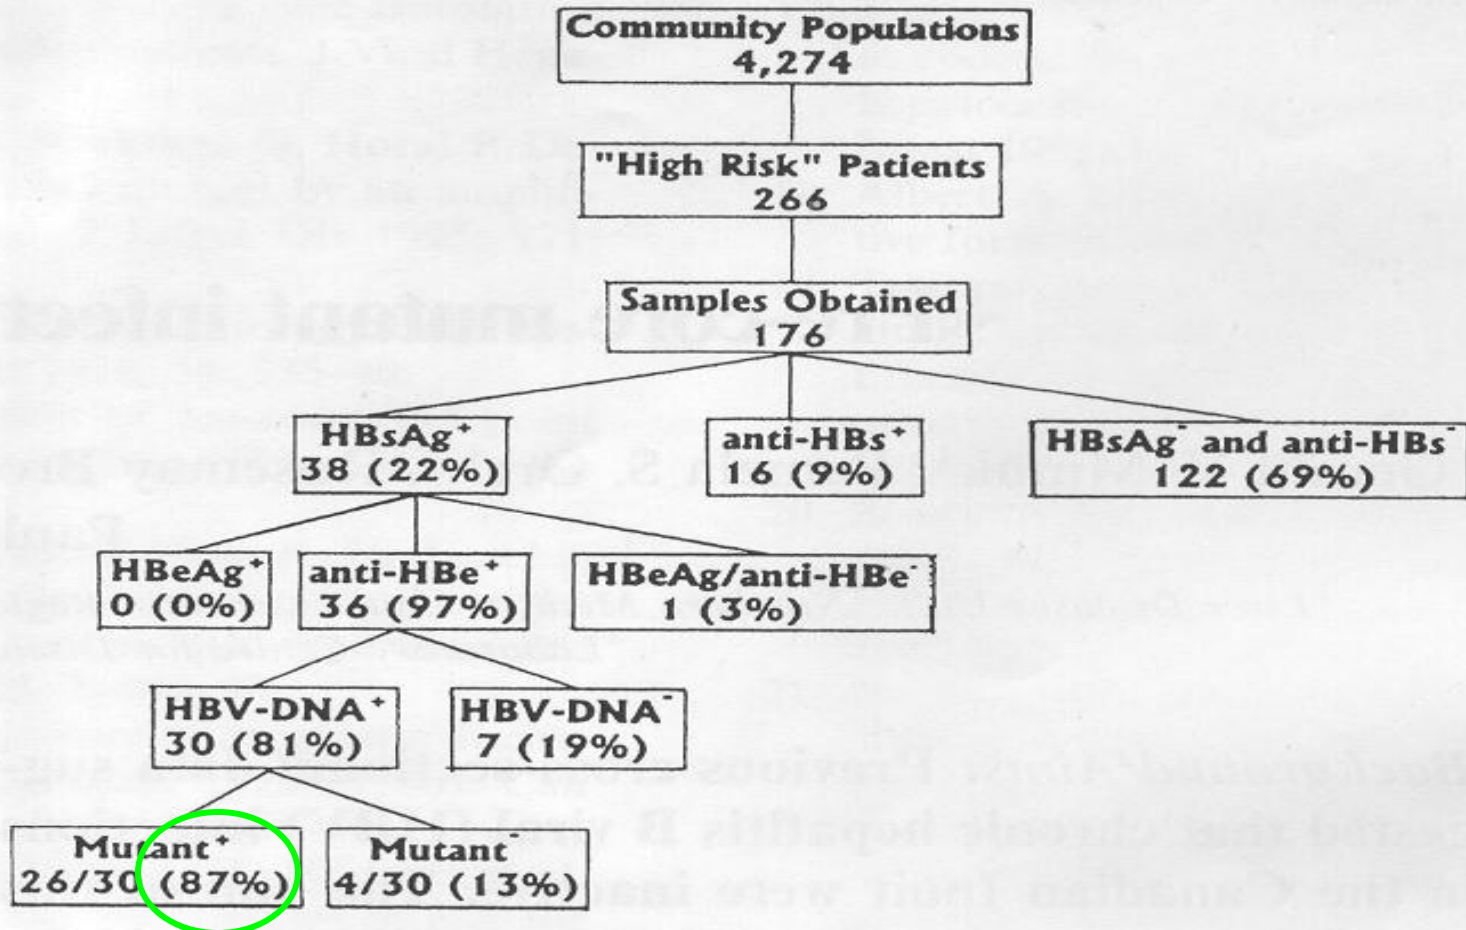 Community Populations
4,274
"High Risk" Patients
266
Samples Obtained
176
HBsAg⁺
38 (22%)
anti-HBs⁺
16 (9%)
HBsAg⁻ and anti-HBs⁻
122 (69%)
HBeAg⁺
0 (0%)
anti-HBe⁺
36 (97%)
HBeAg/anti-HBe⁻
1 (3%)
HBV-DNA⁺
30 (81%)
HBV-DNA⁻
7 (19%)
Mutant⁺
26/30 (87%)
Mutant⁻
4/30 (13%)